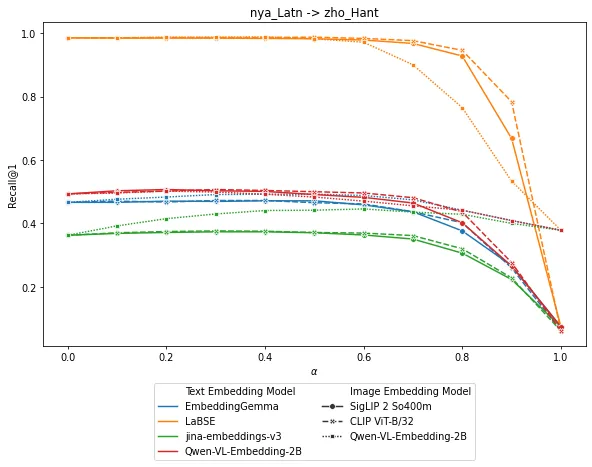 nya_Latn -> zho_Hant
1.0
0.8
0.6
0.4
0.2
Recall@1
0.0 0.2 0.4 0.6 0.8 1.0
α
Text Embedding Model Image Embedding Model
EmbeddingGemma SigLIP 2 So400m
LaBSE CLIP ViT-B/32
jina-embeddings-v3 Qwen-VL-Embedding-2B
Qwen-VL-Embedding-2B